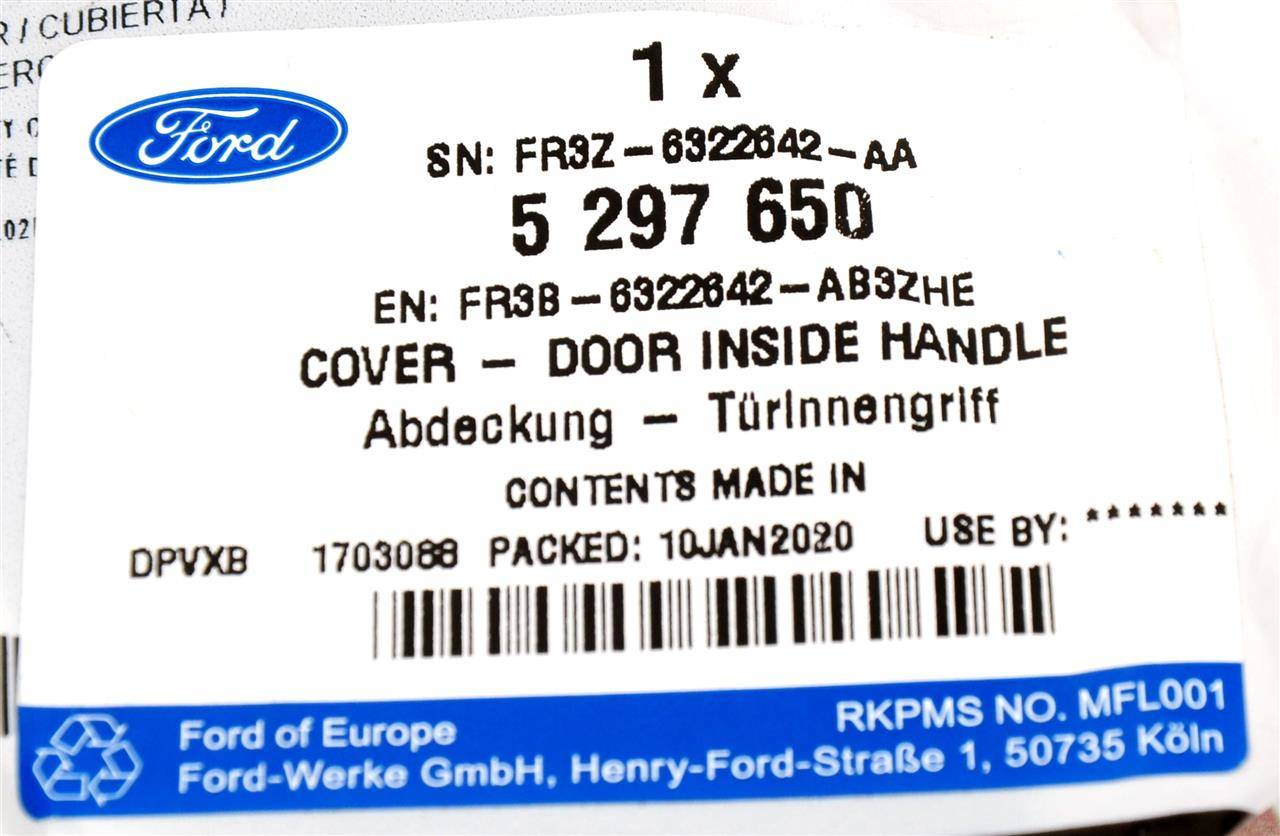 R / CUBIERTA /
Ford
1 x
SN: FR3Z-6322642-AA
5 297 650
EN: FR3B-6322642-AB3ZHE
COVER - DOOR INSIDE HANDLE
Abdeckung - Türinnengriff
CONTENTS MADE IN
DPVXB 1703088 PACKED: 10JAN2020 USE BY: *******
Ford of Europe
RKPMS NO. MFL001
Ford-Werke GmbH, Henry-Ford-Straße 1, 50735 Köln